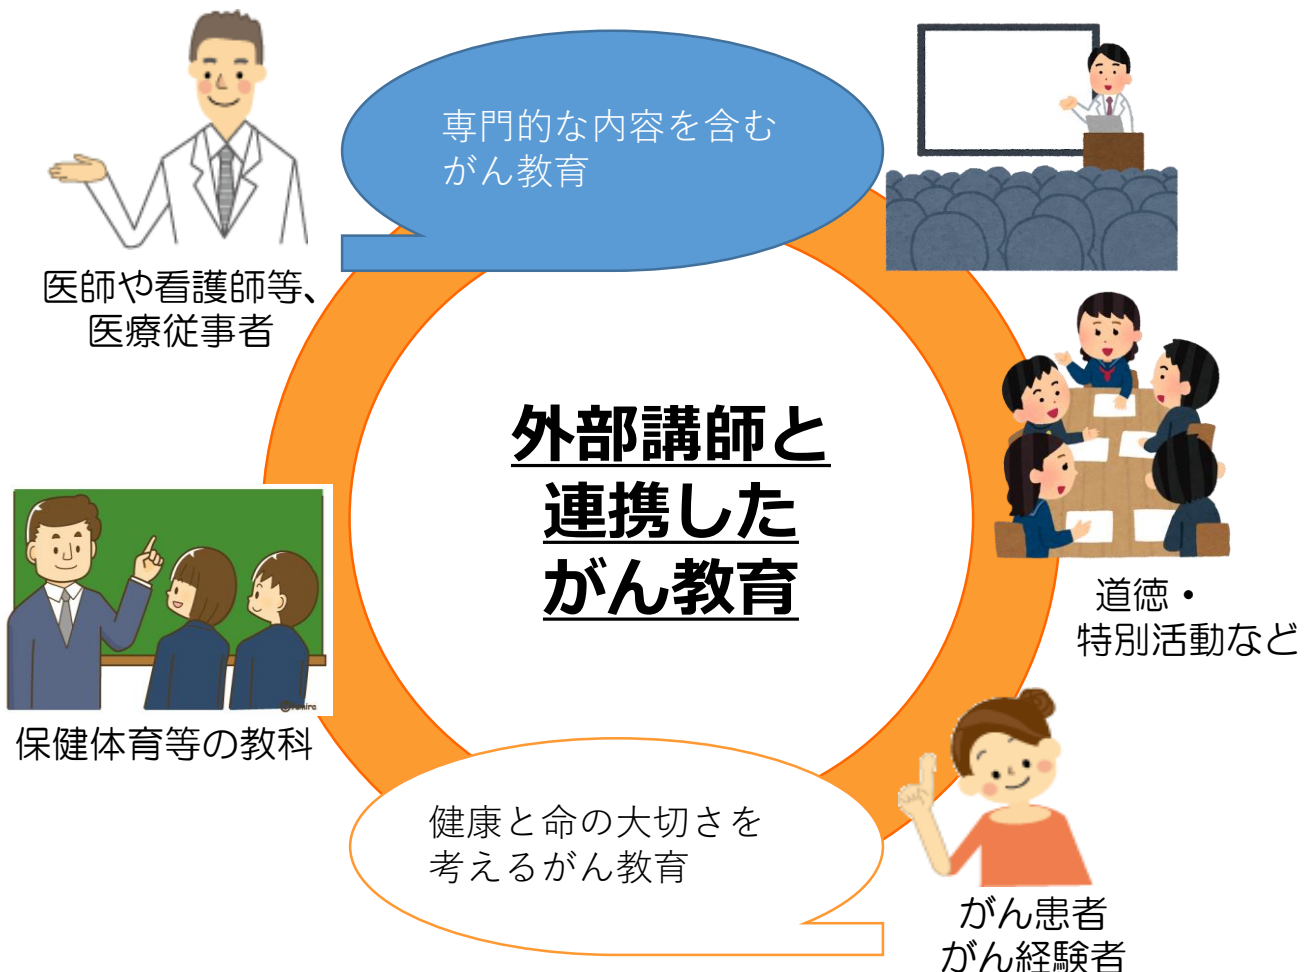 専門的な内容を含む
がん教育
医師や看護師等、
医療従事者
外部講師と
連携した
がん教育
道徳・
特別活動など
保健体育等の教科
健康と命の大切さを
考えるがん教育
がん患者
がん経験者